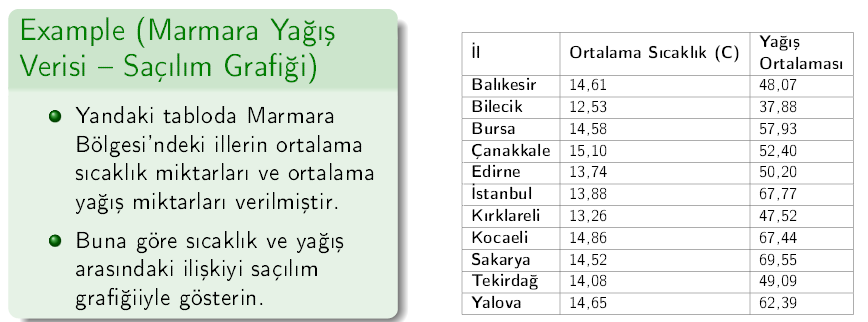 Example (Marmara Yağış
Verisi – Saçılım Grafiği)
Yandaki tabloda Marmara
Bölgesi'ndeki illerin ortalama
sıcaklık miktarları ve ortalama
yağış miktarları verilmiştir.
Buna göre sıcaklık ve yağış
arasındaki ilişkiyi saçılım
grafiğiiyle gösterin.
İl Ortalama Sıcaklık (C) Yağış
Ortalaması
Balıkesir 14,61 48,07
Bilecik 12,53 37,88
Bursa 14,58 57,93
Çanakkale 15,10 52,40
Edirne 13,74 50,20
İstanbul 13,88 67,77
Kırklareli 13,26 47,52
Kocaeli 14,86 67,44
Sakarya 14,52 69,55
Tekirdağ 14,08 49,09
Yalova 14,65 62,39